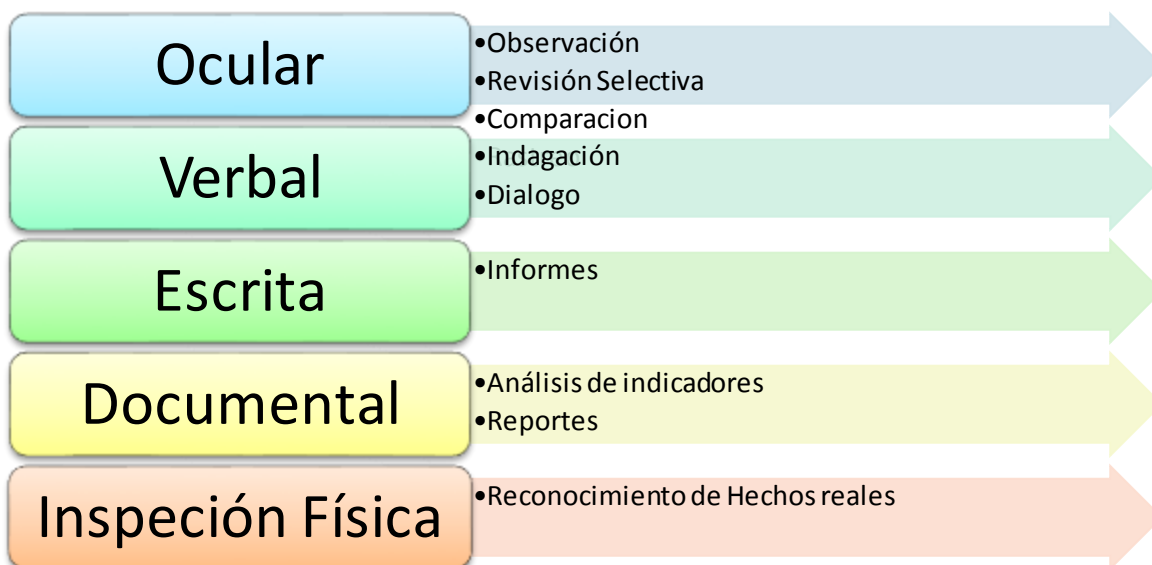 Ocular
•Observación
•Revisión Selectiva
•Comparacion
Verbal
•Indagación
•Dialogo
Escrita
•Informes
Documental
•Análisis de indicadores
•Reportes
Inspeción Física
•Reconocimiento de Hechos reales